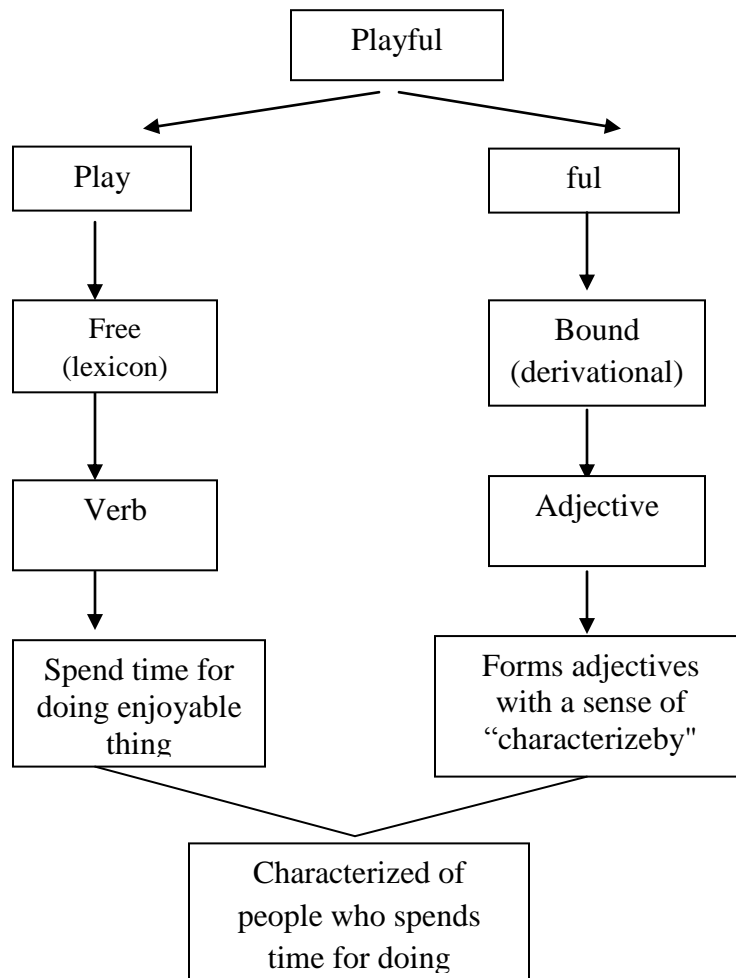 Playful
Play
ful
Free
(lexicon)
Bound
(derivational)
Verb
Adjective
Spend time for
doing enjoyable
thing
Forms adjectives
with a sense of
“characterizeby"
Characterized of
people who spends
time for doing